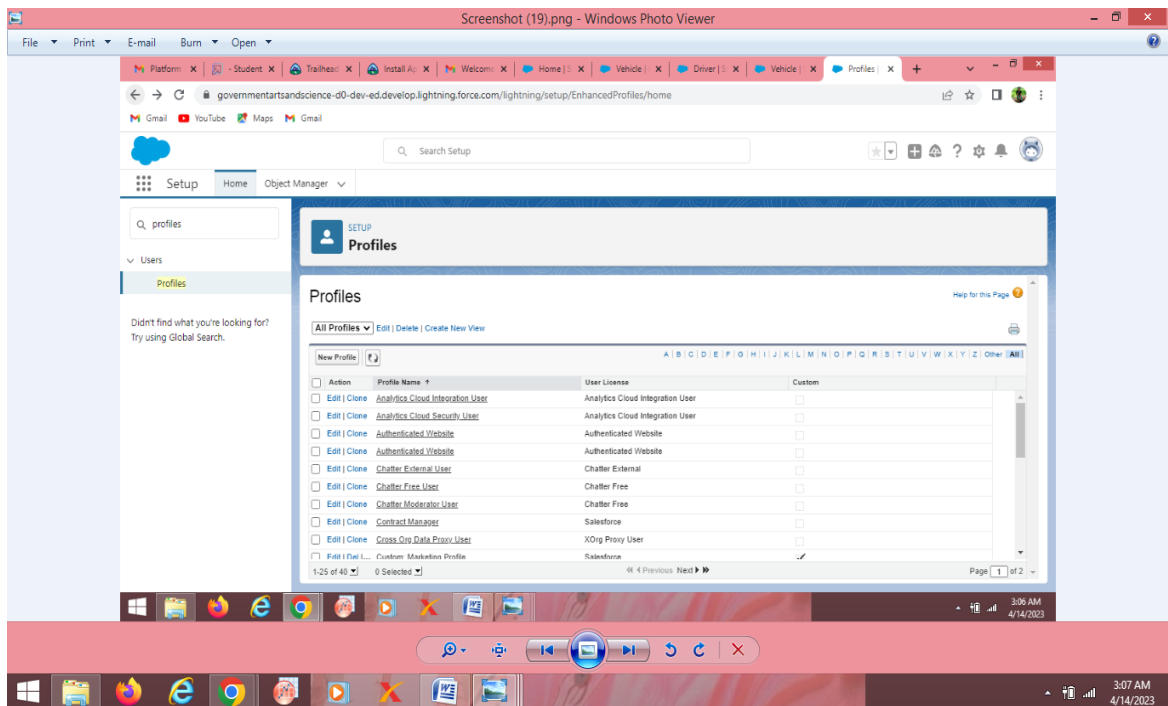 Screenshot (19).png - Windows Photo Viewer
File Print E-mail Burn Open
Platform - Student Trailhead Install Ap Welcome Home | S Vehicle | Driver | S Vehicle | Profiles |
governmentartsandscience-d0-dev-ed.develop.lightning.force.com/lightning/setup/EnhancedProfiles/home
Gmail YouTube Maps Gmail
Search Setup
Setup Home Object Manager
profiles
Users
Profiles
Didn't find what you're looking for?
Try using Global Search.
SETUP
Profiles
Profiles
Help for this Page
All Profiles Edit | Delete | Create New View
New Profile
A | B | C | D | E | F | G | H | I | J | K | L | M | N | O | P | Q | R | S | T | U | V | W | X | Y | Z | Other | All
Action Profile Name User License Custom
Edit | Clone Analytics Cloud Integration User Analytics Cloud Integration User
Edit | Clone Analytics Cloud Security User Analytics Cloud Integration User
Edit | Clone Authenticated Website Authenticated Website
Edit | Clone Authenticated Website Authenticated Website
Edit | Clone Chatter External User Chatter External
Edit | Clone Chatter Free User Chatter Free
Edit | Clone Chatter Moderator User Chatter Free
Edit | Clone Contract Manager Salesforce
Edit | Clone Cross Org Data Proxy User XOrg Proxy User
Edit | Del | ... Custom: Marketing Profile Salesforce
1-25 of 40 0 Selected Previous Next Page 1 of 2
3:06 AM
4/14/2023
3:07 AM
4/14/2023